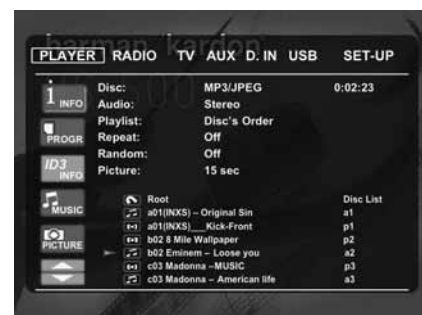 harman kardon
PLAYER RADIO TV AUX D. IN USB SET-UP
i INFO
Disc: MP3/JPEG 0:02:23
Audio: Stereo
Playlist: Disc's Order
PROGR
Repeat: Off
Random: Off
ID3 INFO
Picture: 15 sec
MUSIC
Root Disc List
a01(INXS) – Original Sin a1
a01(INXS)___Kick-Front p1
PICTURE
b02 8 Mile Wallpaper p2
b02 Eminem – Loose you a2
c03 Madonna –MUSIC p3
c03 Madonna – American life a3